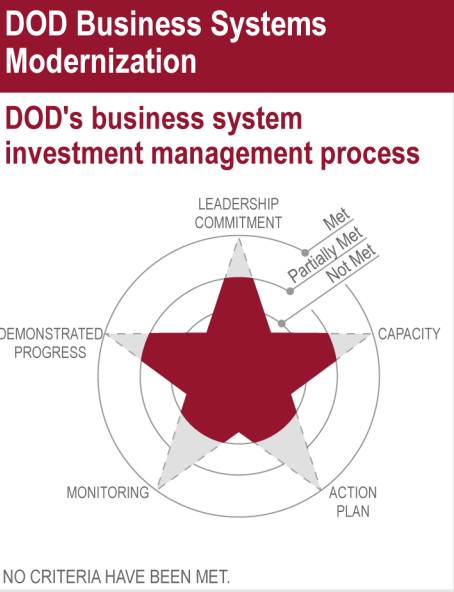 DOD Business Systems
Modernization
DOD's business system
investment management process
LEADERSHIP
COMMITMENT
Met
Partially Met
Not Met
DEMONSTRATED
PROGRESS
CAPACITY
MONITORING
ACTION
PLAN
NO CRITERIA HAVE BEEN MET.